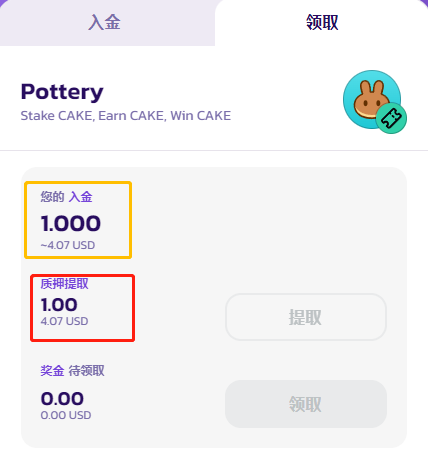 入金 领取
Pottery
Stake CAKE, Earn CAKE, Win CAKE
您的 入金
1.000
~4.07 USD
质押提取
1.00
4.07 USD
提取
奖金 待领取
0.00
0.00 USD
领取